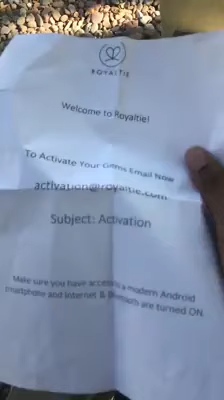 ROYALTIE
Welcome to Royaltie!
To Activate Your Gems Email Now
activation@royaltie.com
Subject: Activation
Make sure you have access to a modern Android
smartphone and Internet & Bluetooth are turned ON